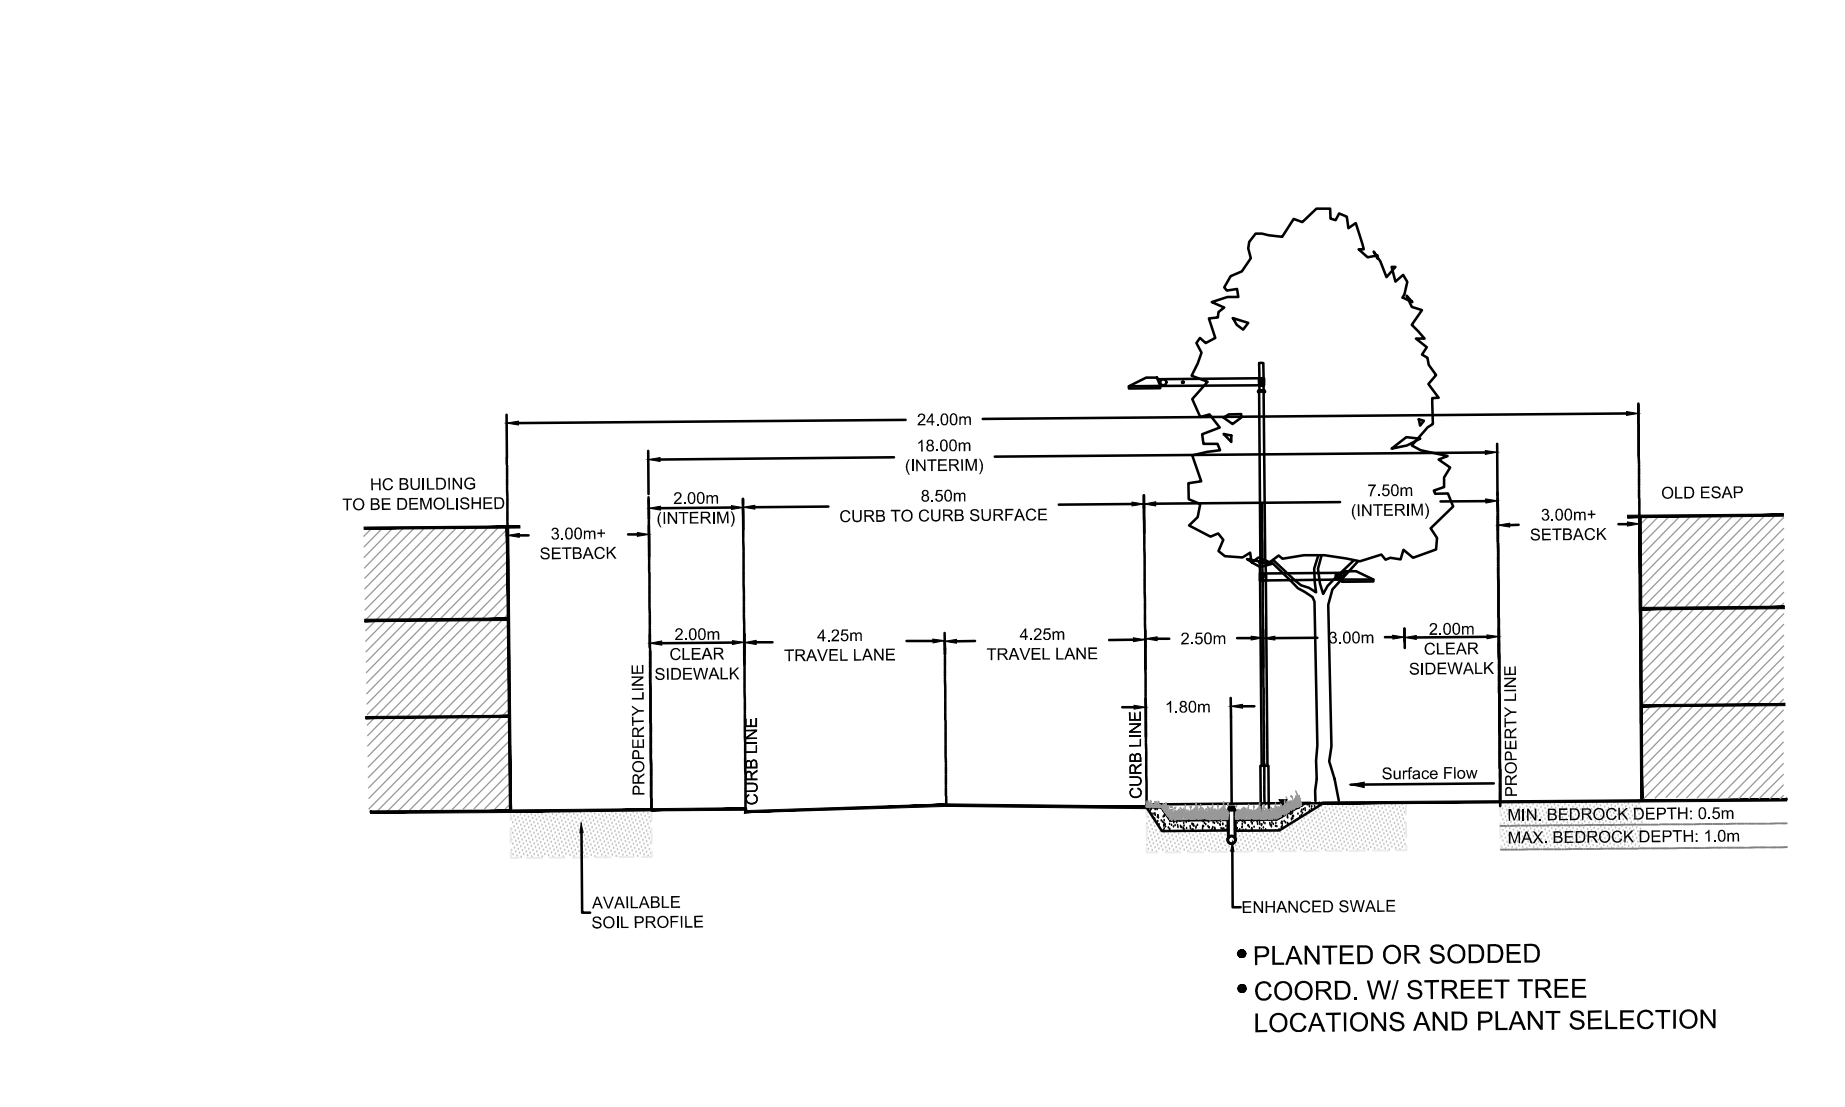 24.00m
18.00m
(INTERIM)
HC BUILDING
TO BE DEMOLISHED
2.00m
(INTERIM)
8.50m
CURB TO CURB SURFACE
7.50m
(INTERIM)
OLD ESAP
3.00m+
SETBACK
3.00m+
SETBACK
2.00m
CLEAR
SIDEWALK
4.25m
TRAVEL LANE
4.25m
TRAVEL LANE
2.50m
3.00m
2.00m
CLEAR
SIDEWALK
PROPERTY LINE
CURB LINE
CURB LINE
1.80m
PROPERTY LINE
Surface Flow
MIN. BEDROCK DEPTH: 0.5m
MAX. BEDROCK DEPTH: 1.0m
AVAILABLE
SOIL PROFILE
ENHANCED SWALE
• PLANTED OR SODDED
• COORD. W/ STREET TREE
LOCATIONS AND PLANT SELECTION